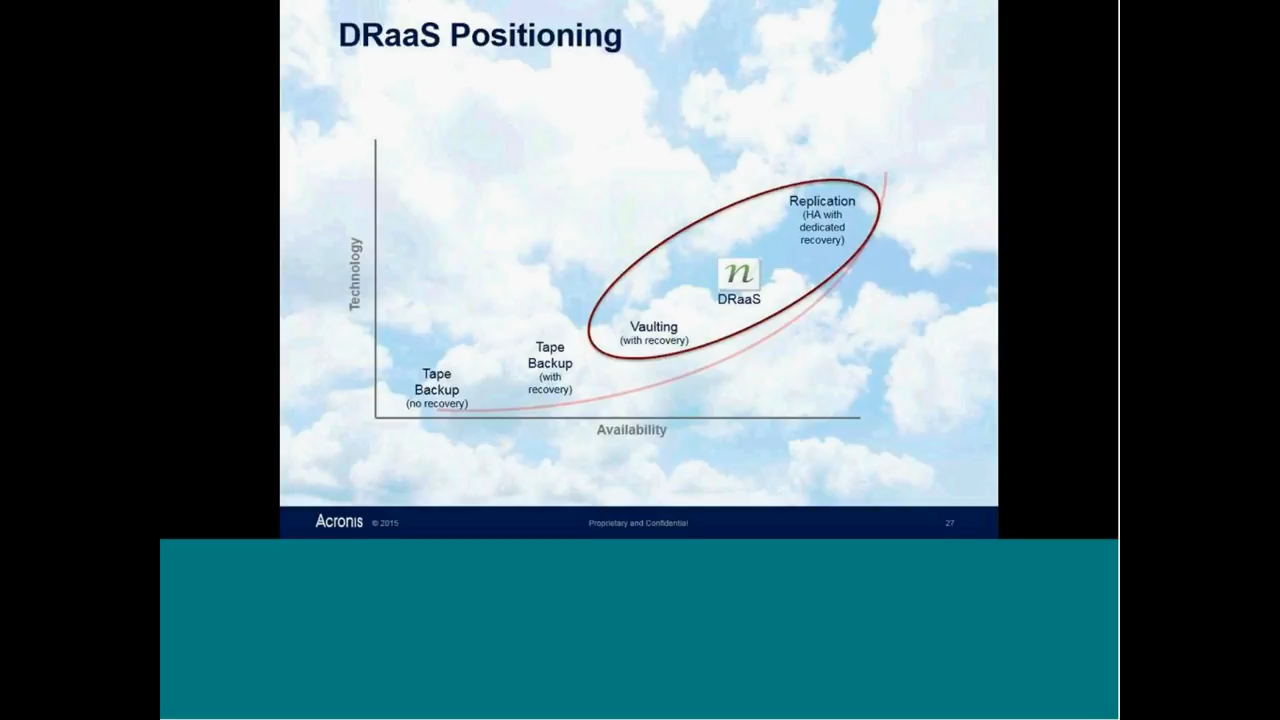 DRaaS Positioning
Technology
Replication
(HA with
dedicated
recovery)
n
DRaaS
Vaulting
(with recovery)
Tape
Backup
(with
recovery)
Tape
Backup
(no recovery)
Availability
Acronis © 2015
Proprietary and Confidential
27